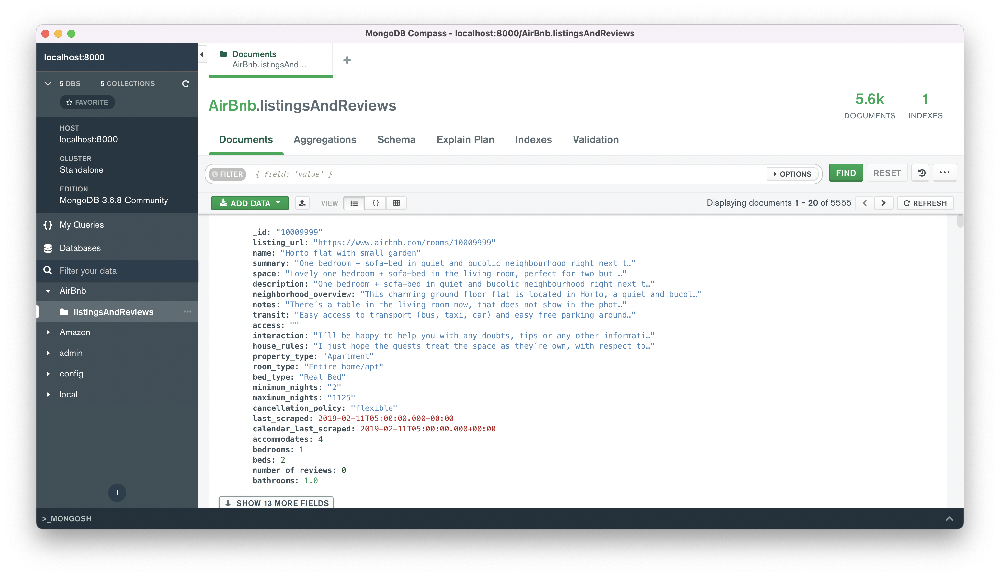 MongoDB Compass - localhost:8000/AirBnb.listingsAndReviews
localhost:8000
5 DBS 5 COLLECTIONS
FAVORITE
HOST
localhost:8000
CLUSTER
Standalone
EDITION
MongoDB 3.6.8 Community
My Queries
Databases
Filter your data
AirBnb
listingsAndReviews
Amazon
admin
config
local
Documents
AirBnb.listingsAnd...
AirBnb.listingsAndReviews
5.6k
DOCUMENTS
1
INDEXES
Documents Aggregations Schema Explain Plan Indexes Validation
FILTER { field: 'value' } OPTIONS FIND RESET
ADD DATA VIEW {} Displaying documents 1 - 20 of 5555 REFRESH
_id: "10009999"
listing_url: "https://www.airbnb.com/rooms/10009999"
name: "Horto flat with small garden"
summary: "One bedroom + sofa-bed in quiet and bucolic neighbourhood right next t…"
space: "Lovely one bedroom + sofa-bed in the living room, perfect for two but …"
description: "One bedroom + sofa-bed in quiet and bucolic neighbourhood right next t…"
neighborhood_overview: "This charming ground floor flat is located in Horto, a quiet and bucol…"
notes: "There´s a table in the living room now, that does not show in the phot…"
transit: "Easy access to transport (bus, taxi, car) and easy free parking around…"
access: ""
interaction: "I´ll be happy to help you with any doubts, tips or any other informati…"
house_rules: "I just hope the guests treat the space as they´re own, with respect to…"
property_type: "Apartment"
room_type: "Entire home/apt"
bed_type: "Real Bed"
minimum_nights: "2"
maximum_nights: "1125"
cancellation_policy: "flexible"
last_scraped: 2019-02-11T05:00:00.000+00:00
calendar_last_scraped: 2019-02-11T05:00:00.000+00:00
accommodates: 4
bedrooms: 1
beds: 2
number_of_reviews: 0
bathrooms: 1.0
SHOW 13 MORE FIELDS
>_MONGOSH